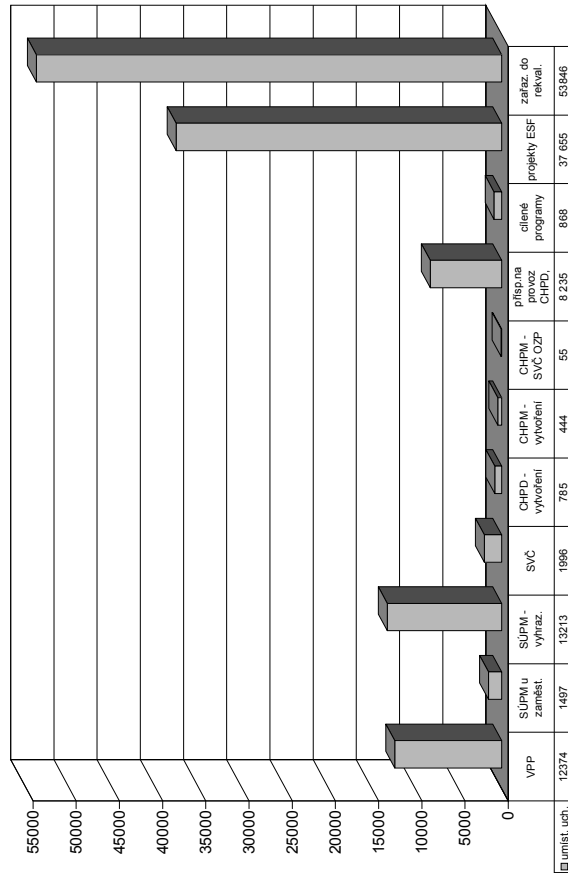 55000
50000
45000
40000
35000
30000
25000
20000
15000
10000
5000
0
VPP
SÚPM u
zaměst.
SÚPM -
vyhraz.
SVČ
CHPD -
vytvoření
CHPM -
vytvoření
CHPM -
SVČ OZP
přísp.na
provoz
CHPD,
cílené
programy
projekty ESF
zařaz. do
rekval.
umíst. uch. 12374 1497 13213 1996 785 444 55 8 235 868 37 655 53846